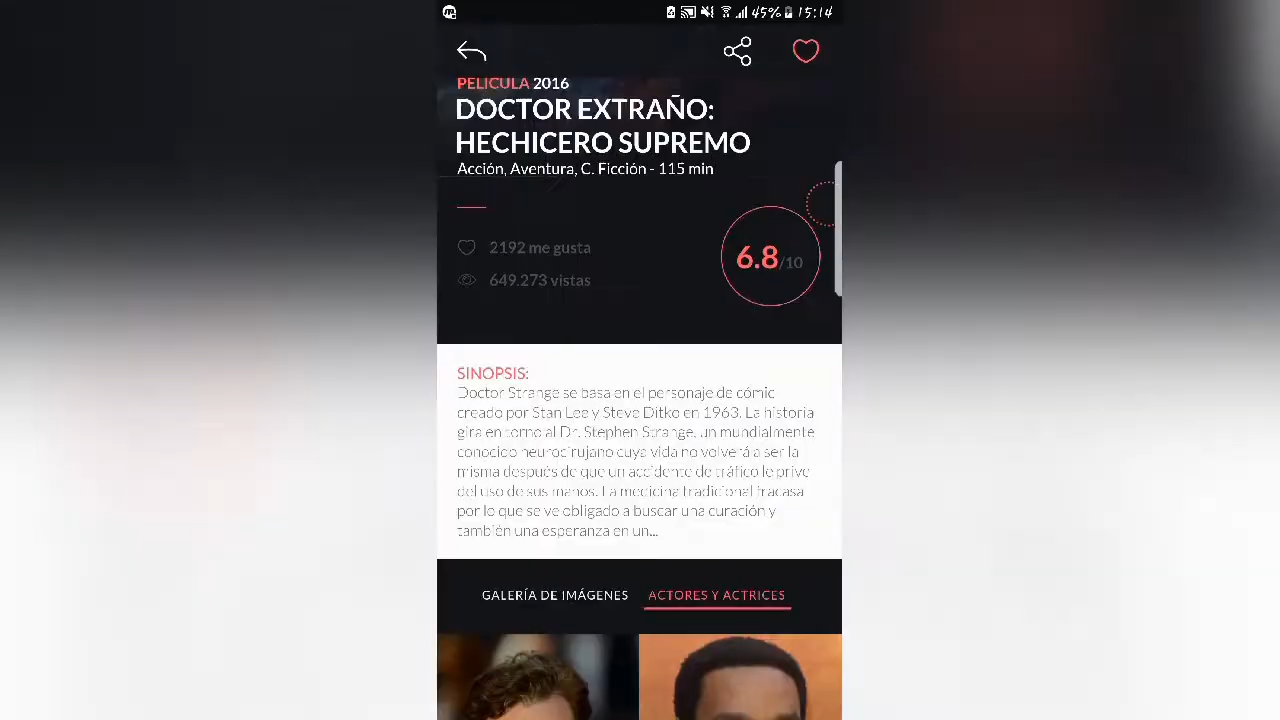 45% 15:14
PELICULA 2016
DOCTOR EXTRAÑO:
HECHICERO SUPREMO
Acción, Aventura, C. Ficción - 115 min
2192 me gusta
6.8/10
649.273 vistas
SINOPSIS:
Doctor Strange se basa en el personaje de cómic
creado por Stan Lee y Steve Ditko en 1963. La historia
gira en torno al Dr. Stephen Strange, un mundialmente
conocido neurocirujano cuya vida no volverá a ser la
misma después de que un accidente de tráfico le prive
del uso de sus manos. La medicina tradicional fracasa
por lo que se ve obligado a buscar una curación y
también una esperanza en un...
GALERÍA DE IMÁGENES ACTORES Y ACTRICES